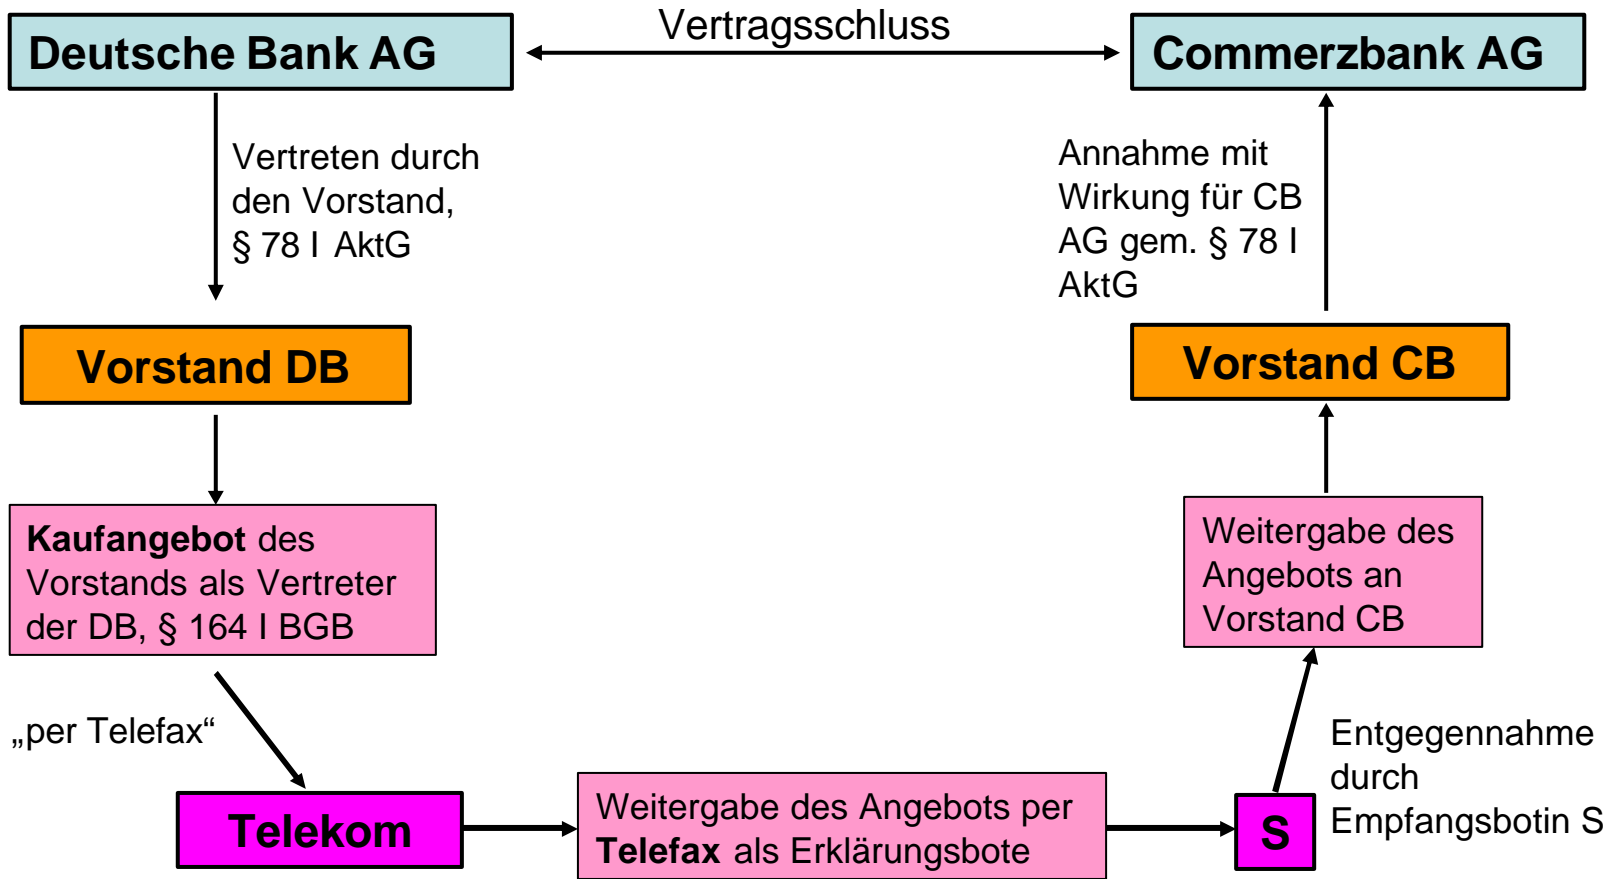 Vertragsschluss
Deutsche Bank AG
Commerzbank AG
Vertreten durch
den Vorstand,
§ 78 I AktG
Annahme mit
Wirkung für CB
AG gem. § 78 I
AktG
Vorstand DB
Vorstand CB
Kaufangebot des
Vorstands als Vertreter
der DB, § 164 I BGB
Weitergabe des
Angebots an
Vorstand CB
„per Telefax“
Entgegennahme
durch
Empfangsbotin S
Telekom
Weitergabe des Angebots per
Telefax als Erklärungsbote
S